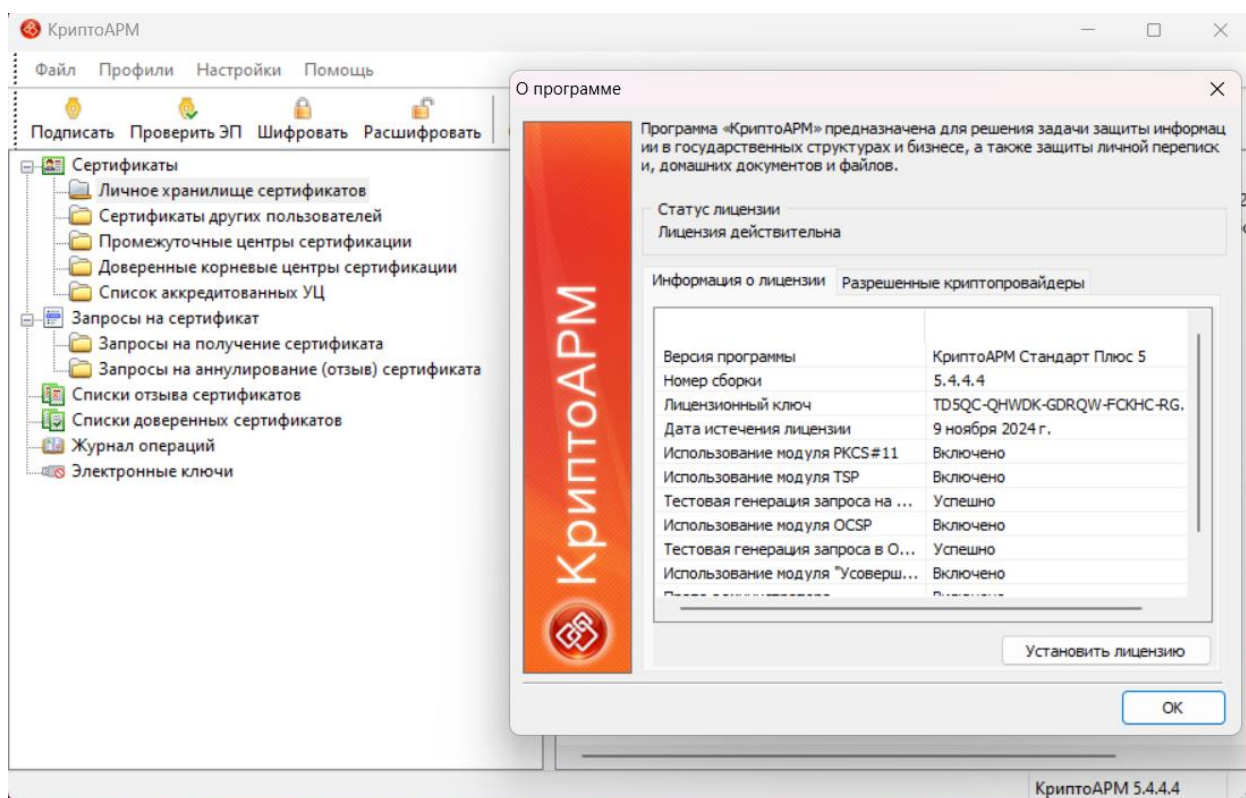 КриптоАРМ
Файл Профили Настройки Помощь
Подписать Проверить ЭП Шифровать Расшифровать
Сертификаты
Личное хранилище сертификатов
Сертификаты других пользователей
Промежуточные центры сертификации
Доверенные корневые центры сертификации
Список аккредитованных УЦ
Запросы на сертификат
Запросы на получение сертификата
Запросы на аннулирование (отзыв) сертификата
Списки отзыва сертификатов
Списки доверенных сертификатов
Журнал операций
Электронные ключи
О программе
КриптоАРМ
Программа «КриптоАРМ» предназначена для решения задачи защиты информац
ии в государственных структурах и бизнесе, а также защиты личной переписк
и, домашних документов и файлов.
Статус лицензии
Лицензия действительна
Информация о лицензии Разрешенные криптопровайдеры
Версия программы КриптоАРМ Стандарт Плюс 5
Номер сборки 5.4.4.4
Лицензионный ключ TD5QC-QHWDK-GDRQW-FCKHC-RG.
Дата истечения лицензии 9 ноября 2024 г.
Использование модуля PKCS#11 Включено
Использование модуля TSP Включено
Тестовая генерация запроса на ... Успешно
Использование модуля OCSP Включено
Тестовая генерация запроса в O... Успешно
Использование модуля "Усоверш... Включено
Установить лицензию
ОК
КриптоАРМ 5.4.4.4